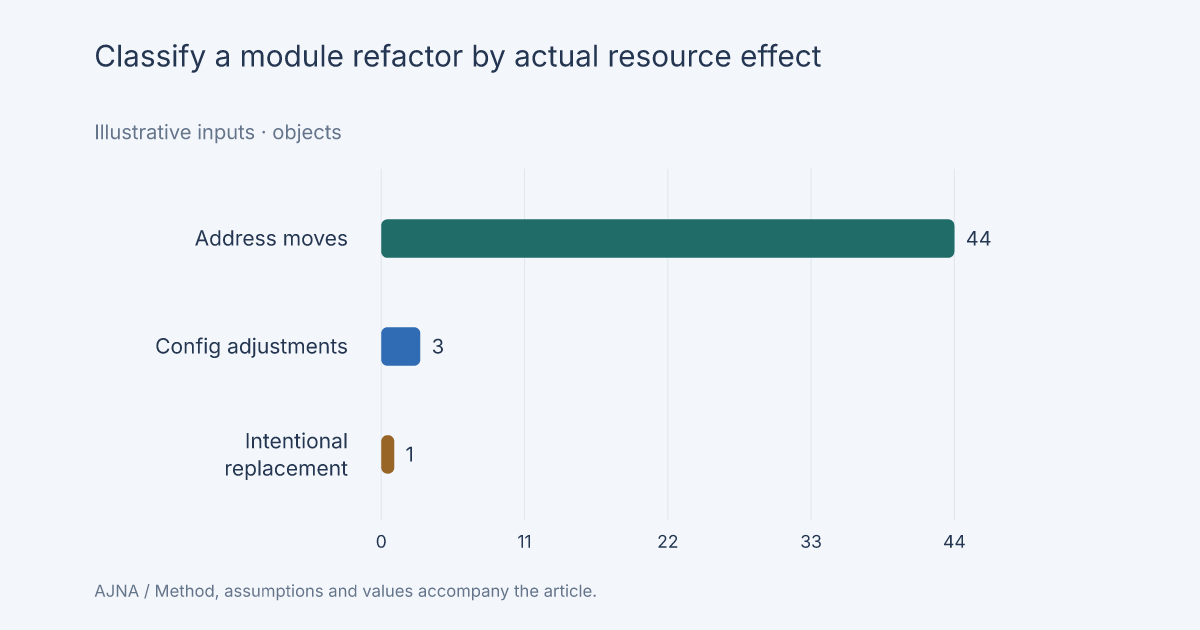 Classify a module refactor by actual resource effect
Illustrative inputs · objects
Address moves
44
Config adjustments
3
Intentional
replacement
1
0
11
22
33
44
AJNA / Method, assumptions and values accompany the article.